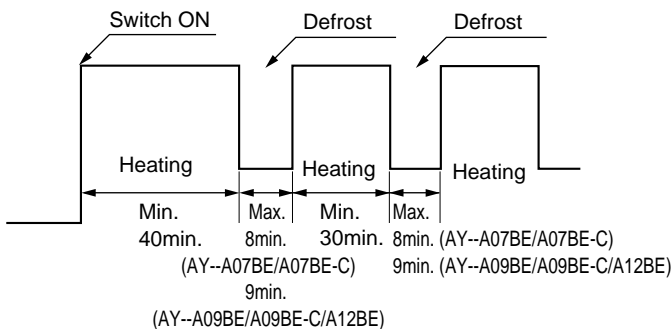 Switch ON
Defrost
Defrost
Heating
Heating
Heating
Min.
40min.
Max.
8min.
(AY--A07BE/A07BE-C)
9min.
(AY--A09BE/A09BE-C/A12BE)
Min.
30min.
Max.
8min. (AY--A07BE/A07BE-C)
9min. (AY--A09BE/A09BE-C/A12BE)